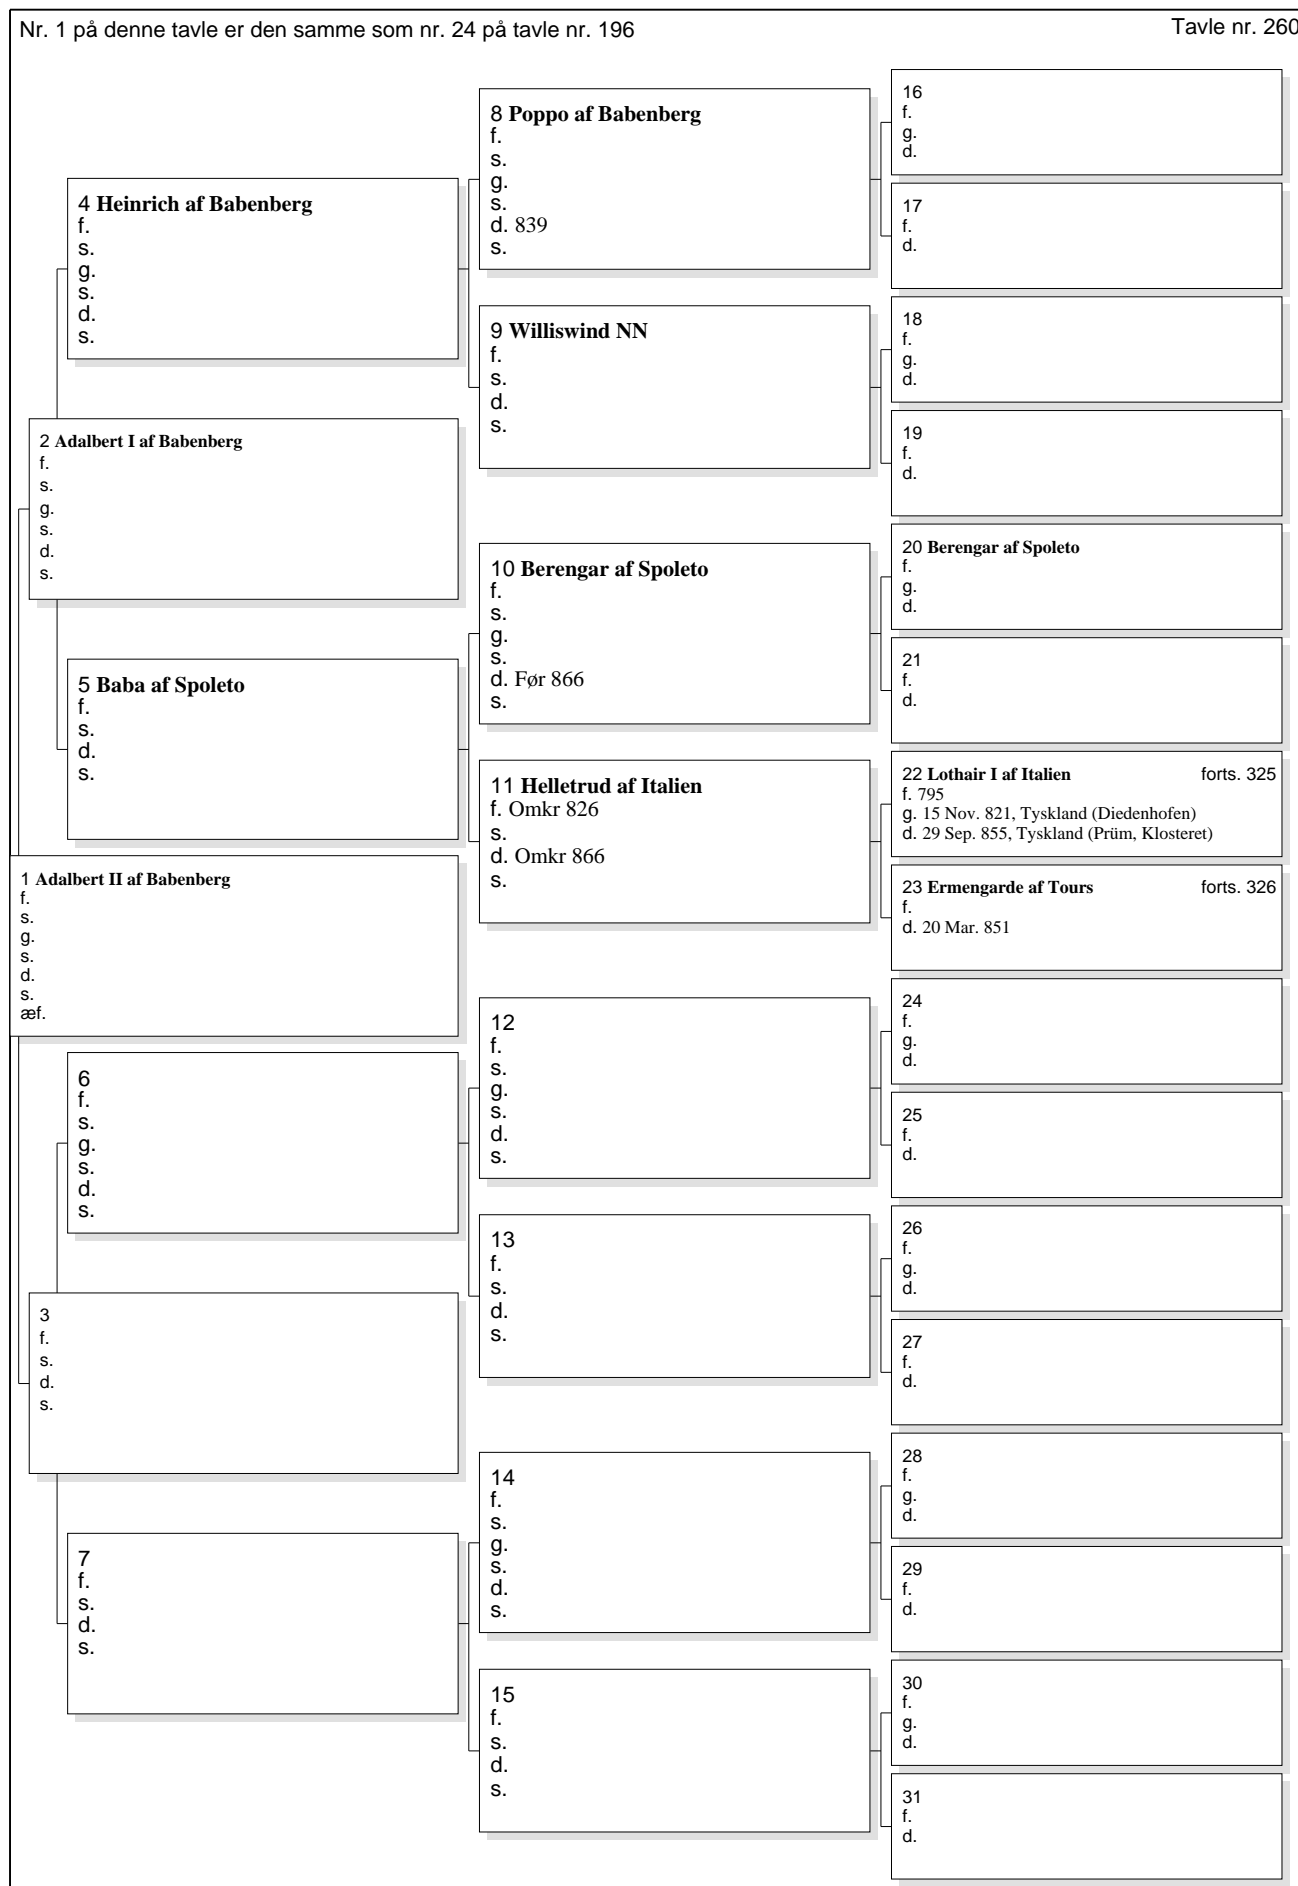 Nr. 1 på denne tavle er den samme som nr. 24 på tavle nr. 196
Tavle nr. 260
1 Adalbert II af Babenberg
f.
s.
g.
s.
d.
s.
æf.
2 Adalbert I af Babenberg
f.
s.
g.
s.
d.
s.
3
f.
s.
d.
s.
4 Heinrich af Babenberg
f.
s.
g.
s.
d.
s.
5 Baba af Spoleto
f.
s.
d.
s.
6
f.
s.
g.
s.
d.
s.
7
f.
s.
d.
s.
8 Poppo af Babenberg
f.
s.
g.
s.
d. 839
s.
9 Williswind NN
f.
s.
d.
s.
10 Berengar af Spoleto
f.
s.
g.
s.
d. Før 866
s.
11 Helletrud af Italien
f. Omkr 826
s.
d. Omkr 866
s.
12
f.
s.
g.
s.
d.
s.
13
f.
s.
d.
s.
14
f.
s.
g.
s.
d.
s.
15
f.
s.
d.
s.
16
f.
g.
d.
17
f.
d.
18
f.
g.
d.
19
f.
d.
20 Berengar af Spoleto
f.
g.
d.
21
f.
d.
22 Lothair I af Italien forts. 325
f. 795
g. 15 Nov. 821, Tyskland (Diedenhofen)
d. 29 Sep. 855, Tyskland (Prüm, Klosteret)
23 Ermengarde af Tours forts. 326
f.
d. 20 Mar. 851
24
f.
g.
d.
25
f.
d.
26
f.
g.
d.
27
f.
d.
28
f.
g.
d.
29
f.
d.
30
f.
g.
d.
31
f.
d.